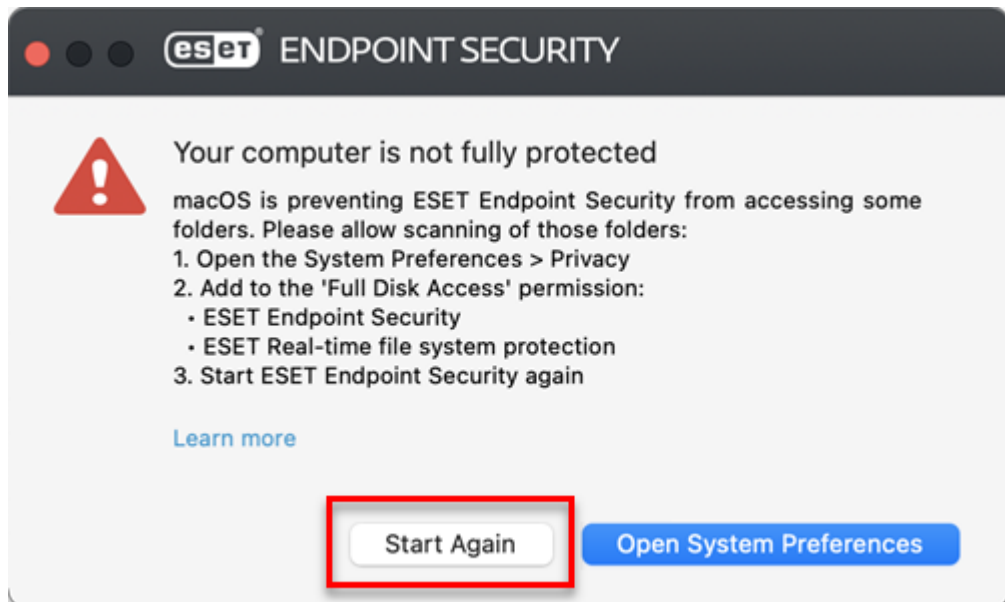 eset ENDPOINT SECURITY
Your computer is not fully protected
macOS is preventing ESET Endpoint Security from accessing some
folders. Please allow scanning of those folders:
1. Open the System Preferences > Privacy
2. Add to the 'Full Disk Access' permission:
• ESET Endpoint Security
• ESET Real-time file system protection
3. Start ESET Endpoint Security again
Learn more
Start Again Open System Preferences